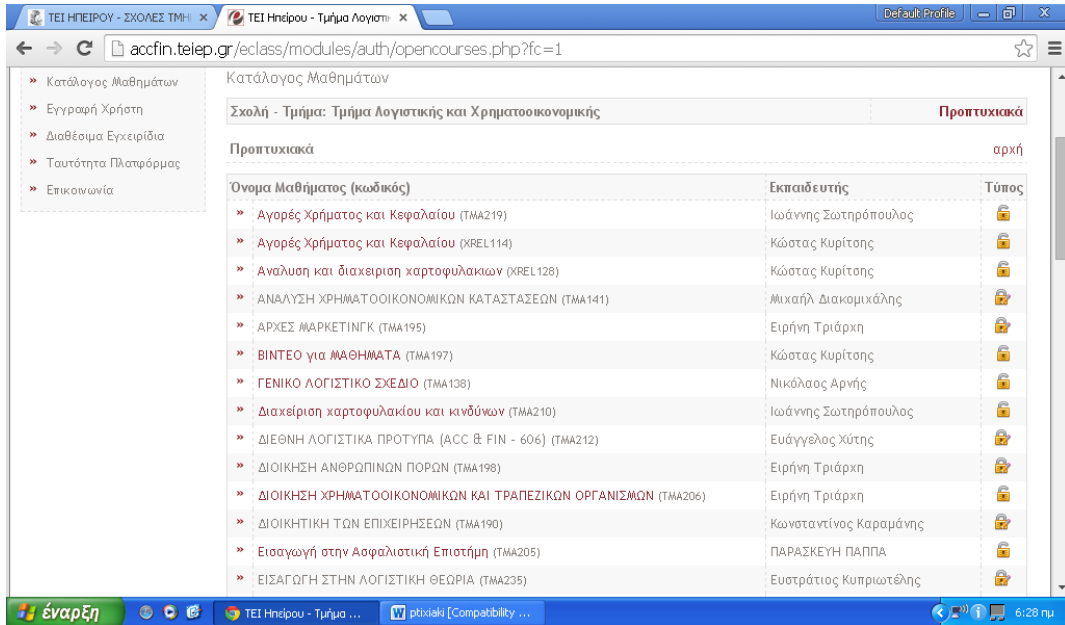 ΤΕΙ ΗΠΕΙΡΟΥ - ΣΧΟΛΕΣ ΤΜΗ
ΤΕΙ Ηπείρου - Τμήμα Λογιστι
Default Profile
accfin.teiep.gr/eclass/modules/auth/opencourses.php?fc=1
» Κατάλογος Μαθημάτων
» Εγγραφή Χρήστη
» Διαθέσιμα Εγχειρίδια
» Ταυτότητα Πλατφόρμας
» Επικοινωνία
Κατάλογος Μαθημάτων
Σχολή - Τμήμα: Τμήμα Λογιστικής και Χρηματοοικονομικής Προπτυχιακά
Προπτυχιακά αρχή
Όνομα Μαθήματος (κωδικός) Εκπαιδευτής Τύπος
» Αγορές Χρήματος και Κεφαλαίου (TMA219) Ιωάννης Σωτηρόπουλος
» Αγορές Χρήματος και Κεφαλαίου (XREL114) Κώστας Κυρίτσης
» Αναλυση και διαχειριση χαρτοφυλακιων (XREL128) Κώστας Κυρίτσης
» ΑΝΑΛΥΣΗ ΧΡΗΜΑΤΟΟΙΚΟΝΟΜΙΚΩΝ ΚΑΤΑΣΤΑΣΕΩΝ (TMA141) Μιχαήλ Διακομιχάλης
» ΑΡΧΕΣ ΜΑΡΚΕΤΙΝΓΚ (TMA195) Ειρήνη Τριάρχη
» ΒΙΝΤΕΟ για ΜΑΘΗΜΑΤΑ (TMA197) Κώστας Κυρίτσης
» ΓΕΝΙΚΟ ΛΟΓΙΣΤΙΚΟ ΣΧΕΔΙΟ (TMA138) Νικόλαος Αρνής
» Διαχείριση χαρτοφυλακίου και κινδύνων (TMA210) Ιωάννης Σωτηρόπουλος
» ΔΙΕΘΝΗ ΛΟΓΙΣΤΙΚΑ ΠΡΟΤΥΠΑ (ACC & FIN - 606) (TMA212) Ευάγγελος Χύτης
» ΔΙΟΙΚΗΣΗ ΑΝΘΡΩΠΙΝΩΝ ΠΟΡΩΝ (TMA198) Ειρήνη Τριάρχη
» ΔΙΟΙΚΗΣΗ ΧΡΗΜΑΤΟΟΙΚΟΝΟΜΙΚΩΝ ΚΑΙ ΤΡΑΠΕΖΙΚΩΝ ΟΡΓΑΝΙΣΜΩΝ (TMA206) Ειρήνη Τριάρχη
» ΔΙΟΙΚΗΤΙΚΗ ΤΩΝ ΕΠΙΧΕΙΡΗΣΕΩΝ (TMA190) Κωνσταντίνος Καραμάνης
» Εισαγωγή στην Ασφαλιστική Επιστήμη (TMA205) ΠΑΡΑΣΚΕΥΗ ΠΑΠΠΑ
» ΕΙΣΑΓΩΓΗ ΣΤΗΝ ΛΟΓΙΣΤΙΚΗ ΘΕΩΡΙΑ (TMA235) Ευστράτιος Κυπριωτέλης
έναρξη
ΤΕΙ Ηπείρου - Τμήμα ...
ptixiaki [Compatibility ...
6:28 πμ